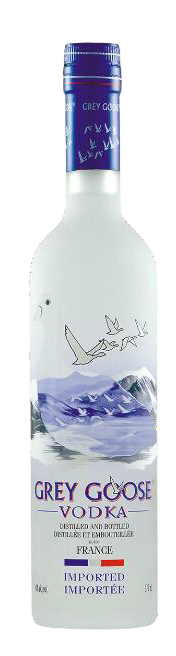 GREY GOOSE
GREY GOOSE
VODKA
DISTILLED AND BOTTLED
DISTILLÉE ET EMBOUTEILLÉE
FRANCE
IMPORTED
IMPORTÉE